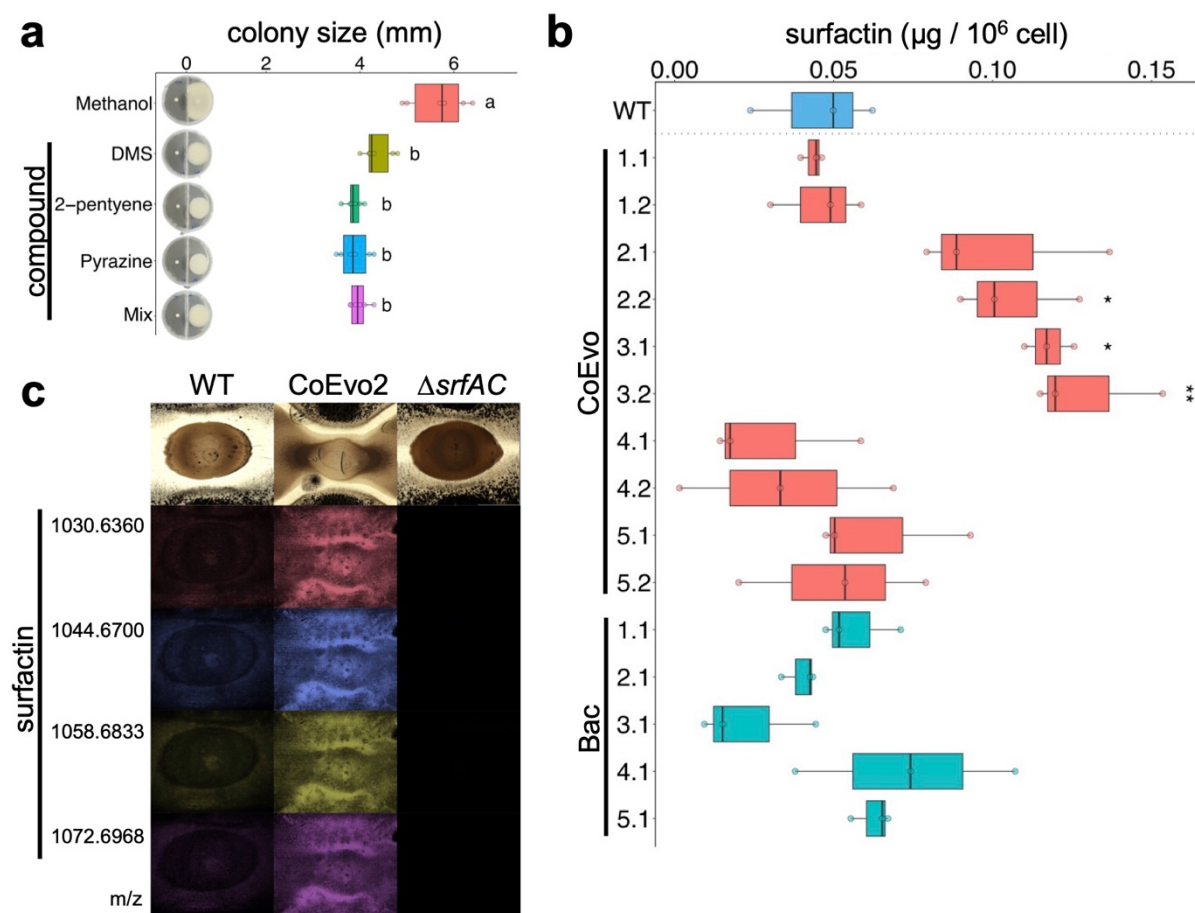 a
colony size (mm)
0 2 4 6
Methanol
a
DMS
b
2-pentyene
b
Pyrazine
b
Mix
b
compound
b
surfactin (µg / 10⁶ cell)
0.00 0.05 0.10 0.15
WT
1.1
1.2
2.1
2.2
*
3.1
*
3.2
**
4.1
4.2
5.1
5.2
CoEvo
1.1
2.1
3.1
4.1
5.1
Bac
c
WT CoEvo2 ΔsrfAC
1030.6360
1044.6700
1058.6833
1072.6968
m/z
surfactin